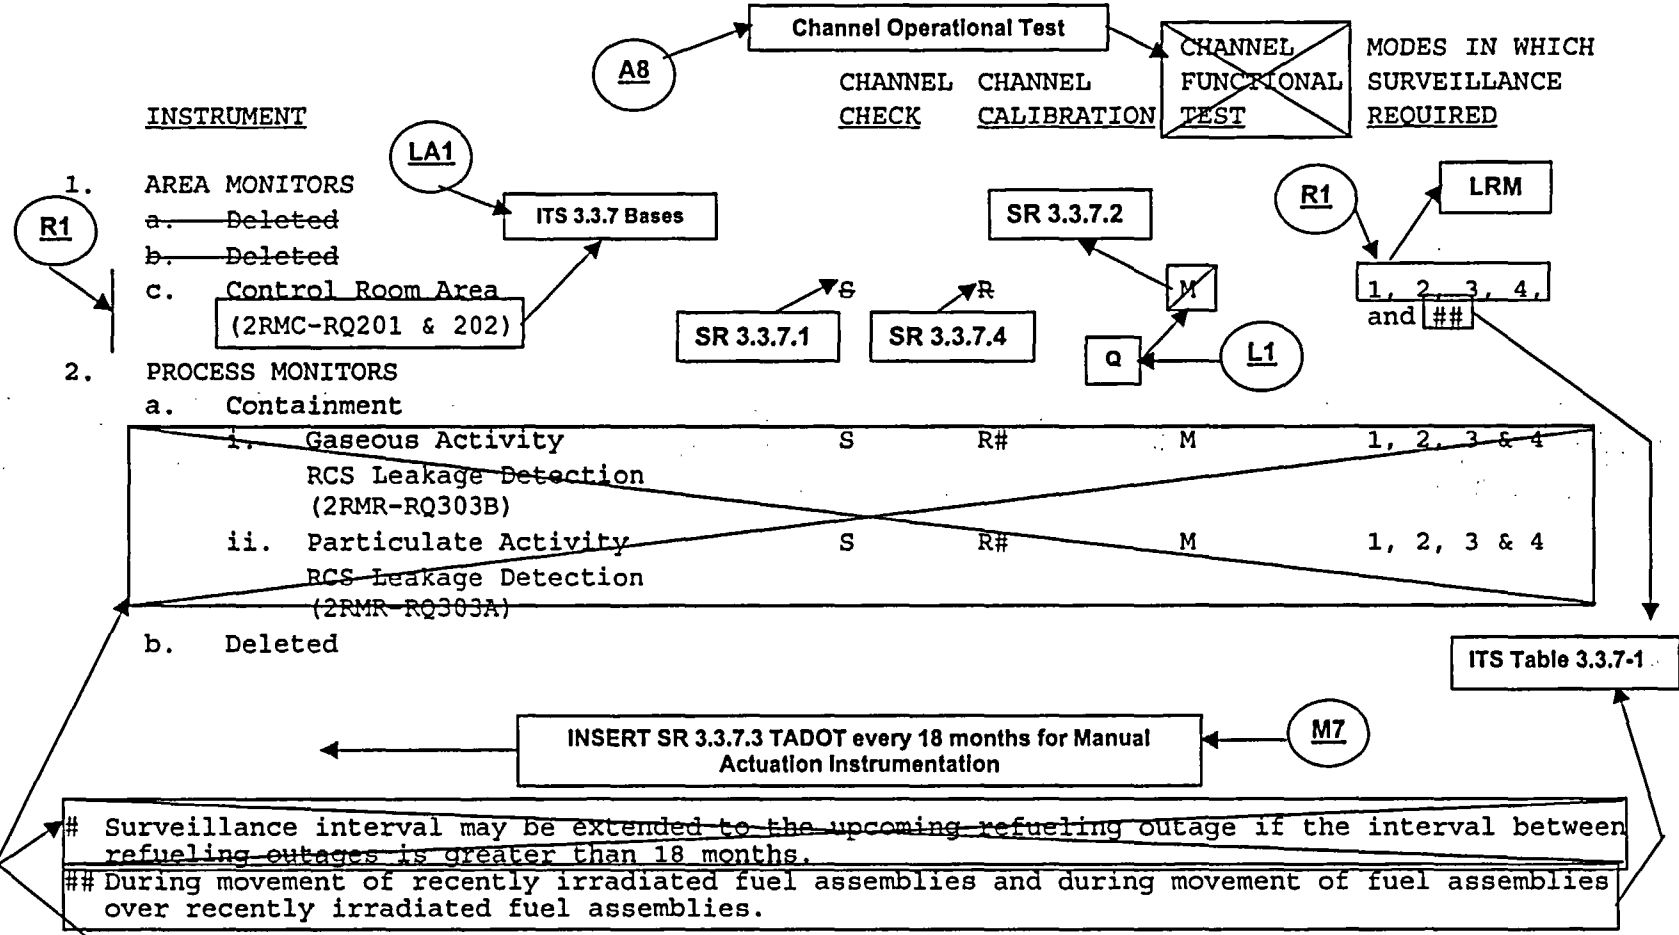 Channel Operational Test
A8
CHANNEL MODES IN WHICH
CHANNEL CHANNEL FUNCTIONAL SURVEILLANCE
INSTRUMENT CHECK CALIBRATION TEST REQUIRED
LA1
1. AREA MONITORS
R1
LRM
a. Deleted
ITS 3.3.7 Bases
SR 3.3.7.2
R1
b. Deleted
c. Control Room Area S R M 1, 2, 3, 4,
(2RMC-RQ201 & 202) and ##
SR 3.3.7.1
SR 3.3.7.4
Q
L1
2. PROCESS MONITORS
a. Containment
i. Gaseous Activity S R# M 1, 2, 3 & 4
RCS Leakage Detection
(2RMR-RQ303B)
ii. Particulate Activity S R# M 1, 2, 3 & 4
RCS Leakage Detection
(2RMR-RQ303A)
b. Deleted
ITS Table 3.3.7-1
INSERT SR 3.3.7.3 TADOT every 18 months for Manual
Actuation Instrumentation
M7
# Surveillance interval may be extended to the upcoming refueling outage if the interval between
refueling outages is greater than 18 months.
## During movement of recently irradiated fuel assemblies and during movement of fuel assemblies
over recently irradiated fuel assemblies.